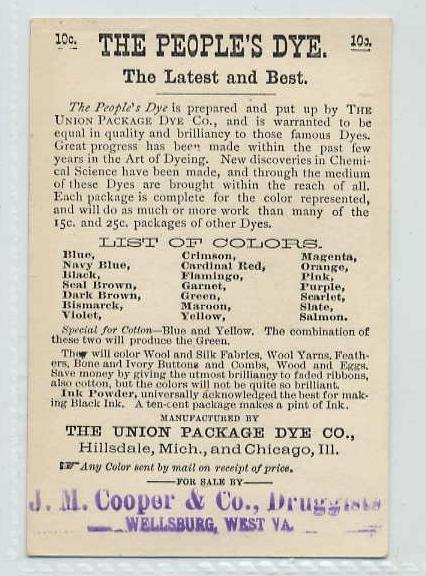 10c. THE PEOPLE'S DYE. 10c.
The Latest and Best.
The People's Dye is prepared and put up by THE
UNION PACKAGE DYE Co., and is warranted to be
equal in quality and brilliancy to those famous Dyes.
Great progress has been made within the past few
years in the Art of Dyeing. New discoveries in Chemi-
cal Science have been made, and through the medium
of these Dyes are brought within the reach of all.
Each package is complete for the color represented,
and will do as much or more work than many of the
15c. and 25c. packages of other Dyes.
LIST OF COLORS.
Blue, Crimson, Magenta,
Navy Blue, Cardinal Red, Orange,
Black, Flamingo, Pink,
Seal Brown, Garnet, Purple,
Dark Brown, Green, Scarlet,
Bismarck, Maroon, Slate,
Violet, Yellow, Salmon.
Special for Cotton—Blue and Yellow. The combination of
these two will produce the Green.
They will color Wool and Silk Fabrics, Wool Yarns, Feath-
ers, Bone and Ivory Buttons and Combs, Wood and Eggs.
Save money by giving the utmost brilliancy to faded ribbons,
also cotton, but the colors will not be quite so brilliant.
Ink Powder, universally acknowledged the best for mak-
ing Black Ink. A ten-cent package makes a pint of Ink.
MANUFACTURED BY
THE UNION PACKAGE DYE CO.,
Hillsdale, Mich., and Chicago, Ill.
☞ Any Color sent by mail on receipt of price.
—FOR SALE BY—
J. M. Cooper & Co., Druggists
WELLSBURG, WEST VA.